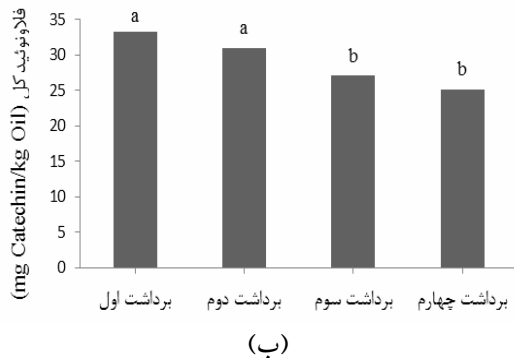 فلاونوئید کل
(mg Catechin/kg Oil)
35
30
25
20
15
10
5
0
a
a
b
b
برداشت اول
برداشت دوم
برداشت سوم
برداشت چهارم
(ب)